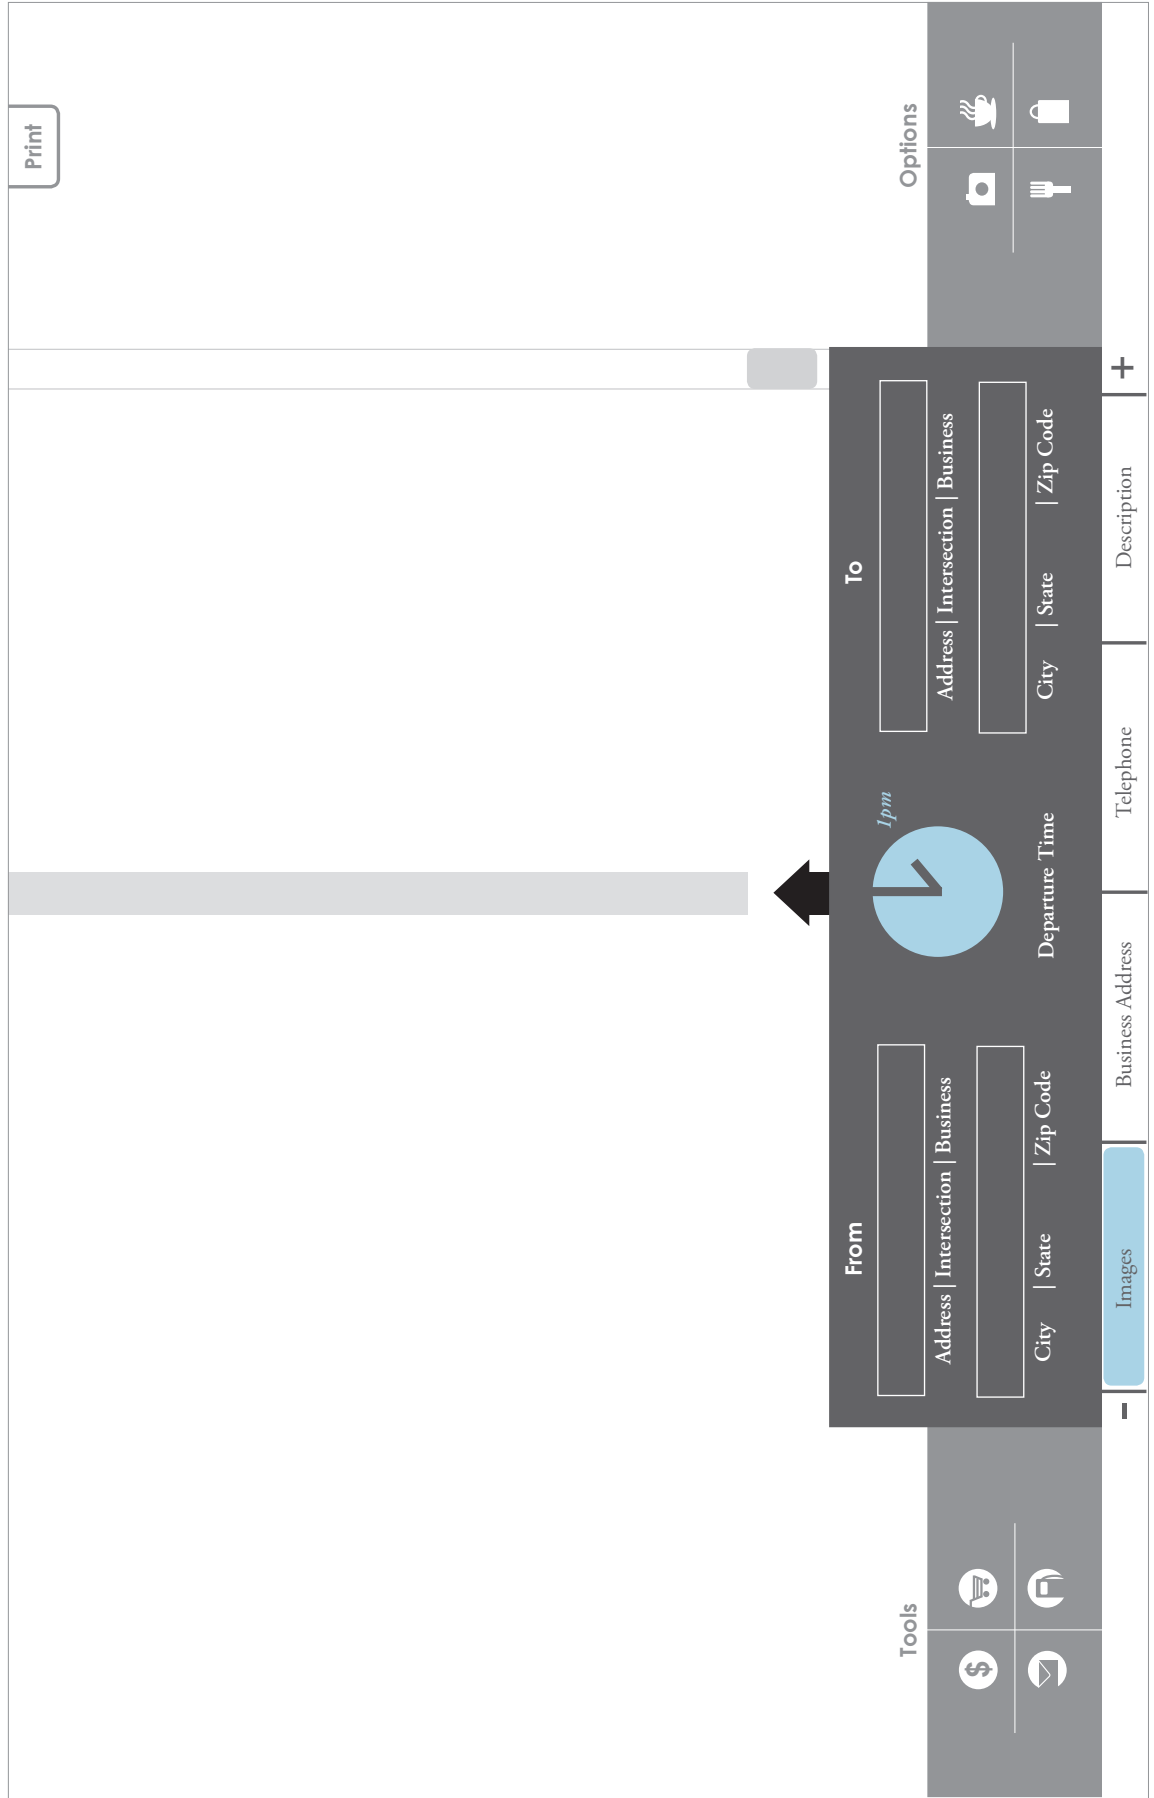 Print
Tools
Options
$
From
Address | Intersection | Business
City | State | Zip Code
1pm
Departure Time
To
Address | Intersection | Business
City | State | Zip Code
- Images Business Address Telephone Description +